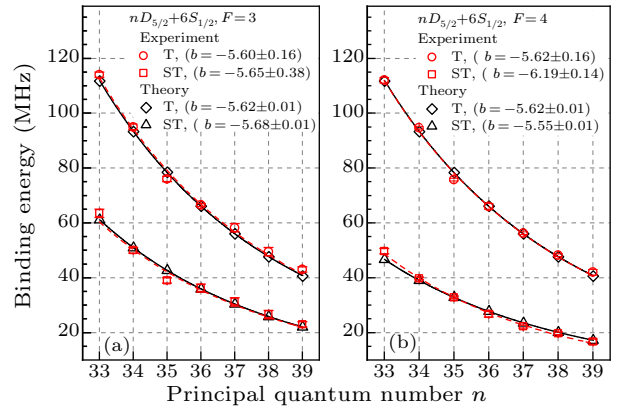 nD5/2+6S1/2, F=3
Experiment
T, (b=−5.60±0.16)
ST, (b=−5.65±0.38)
Theory
T, (b=−5.62±0.01)
ST, (b=−5.68±0.01)
nD5/2+6S1/2, F=4
Experiment
T, ( b=−5.62±0.16)
ST, ( b=−6.19±0.14)
Theory
T, (b=−5.62±0.01)
ST, (b=−5.55±0.01)
Binding energy (MHz)
120
100
80
60
40
20
120
100
80
60
40
20
(a)
(b)
33 34 35 36 37 38 39
33 34 35 36 37 38 39
Principal quantum number n